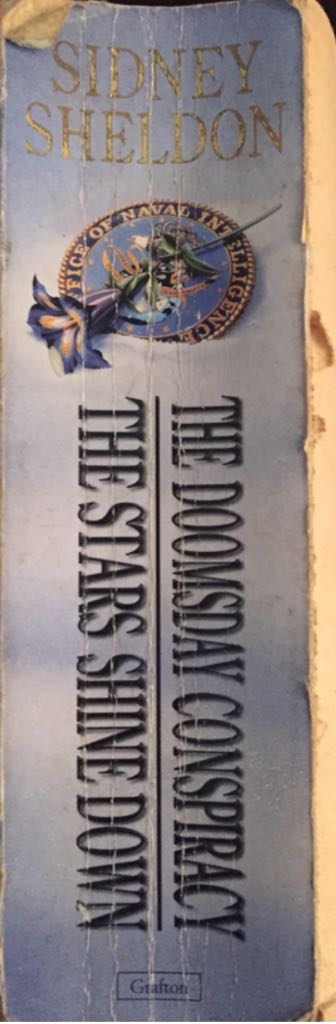 SIDNEY
SHELDON
OFFICE OF NAVAL INTELLIGENCE
THE DOOMSDAY CONSPIRACY
THE STARS SHINE DOWN
Grafton